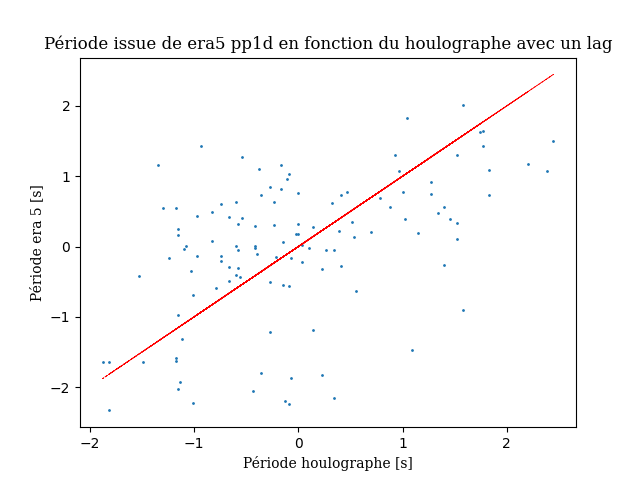 Période issue de era5 pp1d en fonction du houlographe avec un lag
2
1
0
−1
−2
Période era 5 [s]
−2 −1 0 1 2
Période houlographe [s]